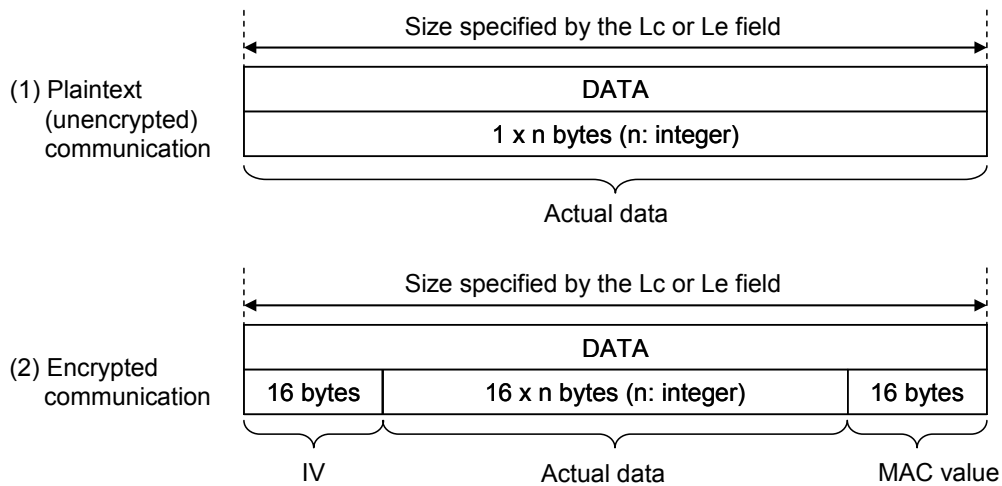 Size specified by the Lc or Le field
(1) Plaintext
(unencrypted)
communication
DATA
1 x n bytes (n: integer)
Actual data
Size specified by the Lc or Le field
(2) Encrypted
communication
DATA
16 bytes
16 x n bytes (n: integer)
16 bytes
IV
Actual data
MAC value